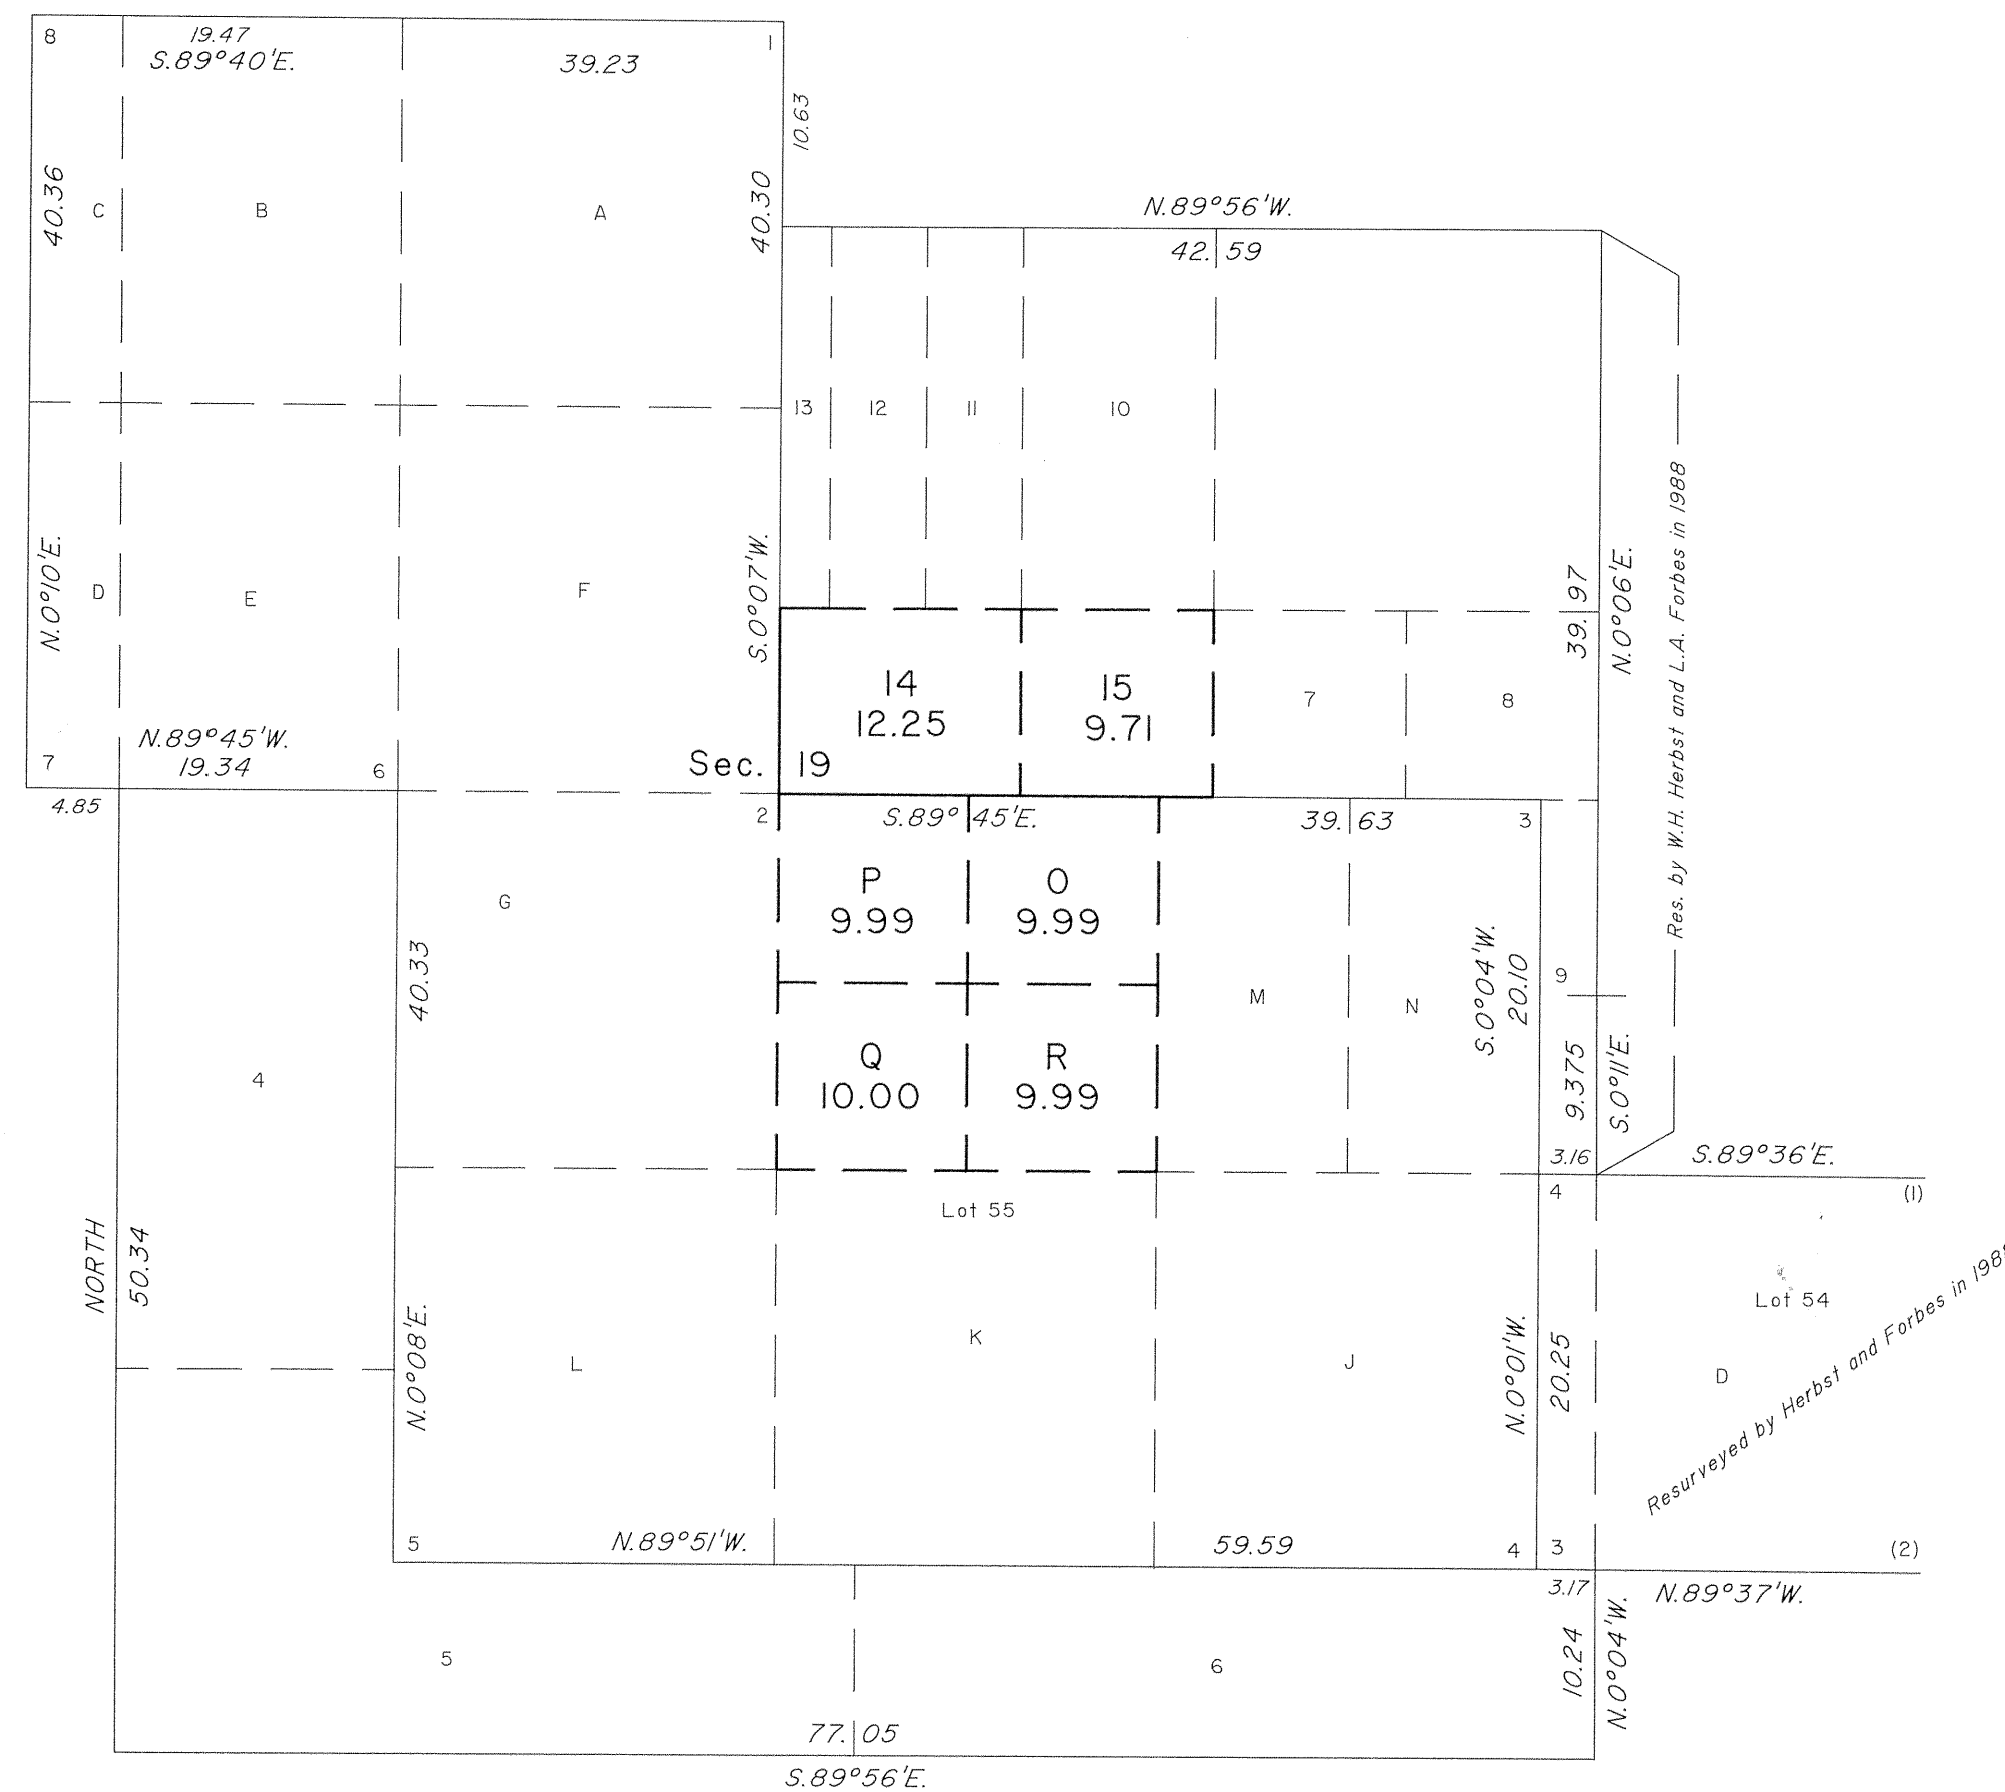 8
19.47
S.89°40'E.
39.23
1
10.63
40.36
C
B
A
40.30
N.89°56'W.
42.59
13
12
11
10
N.0°10'E.
D
E
F
S.0°07'W.
39.97
N.0°06'E.
Res. by W.H. Herbst and L.A. Forbes in 1988
14
12.25
15
9.71
7
8
N.89°45'W.
19.34
7
6
Sec. 19
4.85
2
S.89°45'E.
39.63
3
P
9.99
O
9.99
G
40.33
M
N
S.0°04'W.
20.10
9
4
Q
10.00
R
9.99
9.375
S.0°11'E.
3.16
S.89°36'E.
4
(1)
Lot 55
NORTH
50.34
N.0°08'E.
L
K
J
N.0°01'W.
20.25
Lot 54
D
Resurveyed by Herbst and Forbes in
5
N.89°51'W.
59.59
4
3
(2)
3.17
N.89°37'W.
10.24
N.0°04'W.
5
6
77.05
S.89°56'E.